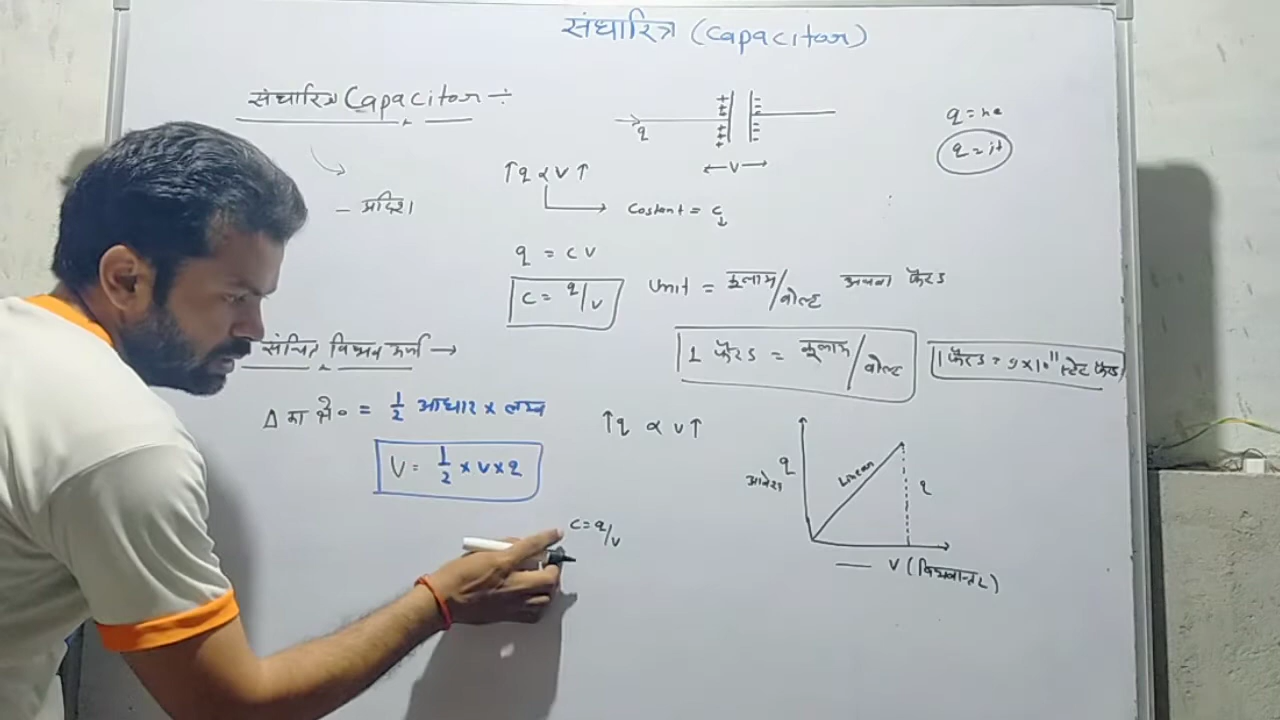 संधारित्र (Capacitor)
संधारित्र Capacitor ÷
+ + + +
- - - -
q
←V→
q = ne
q = it
↑q ∝ V↑
Costant = C
q = CV
C = q/V
Unit = कूलाम/वोल्ट अथवा फैरड
संचित विभव ऊर्जा →
1 फैरड = कूलाम/वोल्ट
1 फैरड = 9×10¹¹ स्टेट फैरड
Δ का क्षे० = 1/2 आधार × लम्ब
↑q ∝ V↑
U = 1/2 × V × q
q
आवेश
Linear
q
C = q/V
V (विभवान्तर)